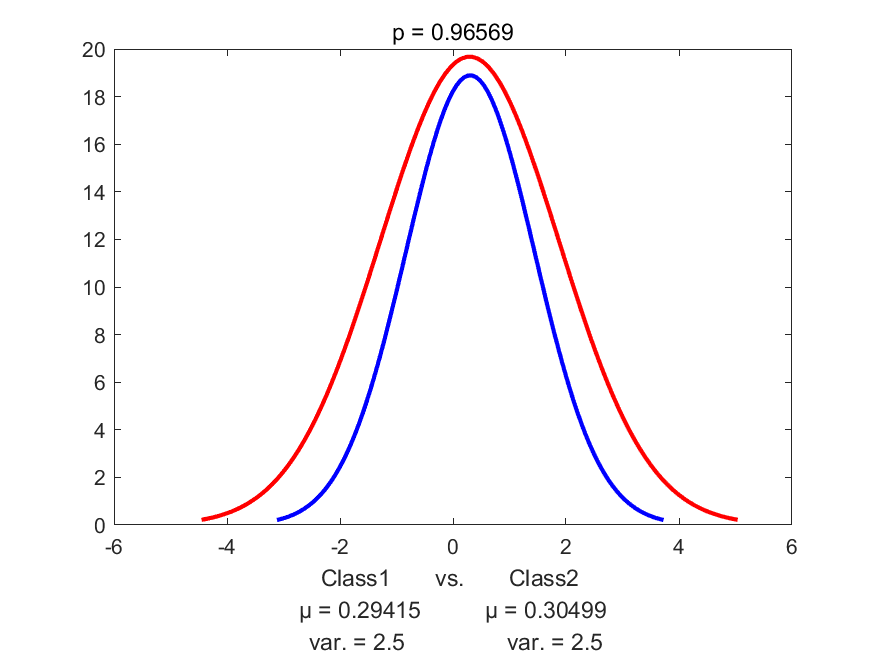 p = 0.96569
20
18
16
14
12
10
8
6
4
2
0
-6 -4 -2 0 2 4 6
Class1 vs. Class2
μ = 0.29415 μ = 0.30499
var. = 2.5 var. = 2.5